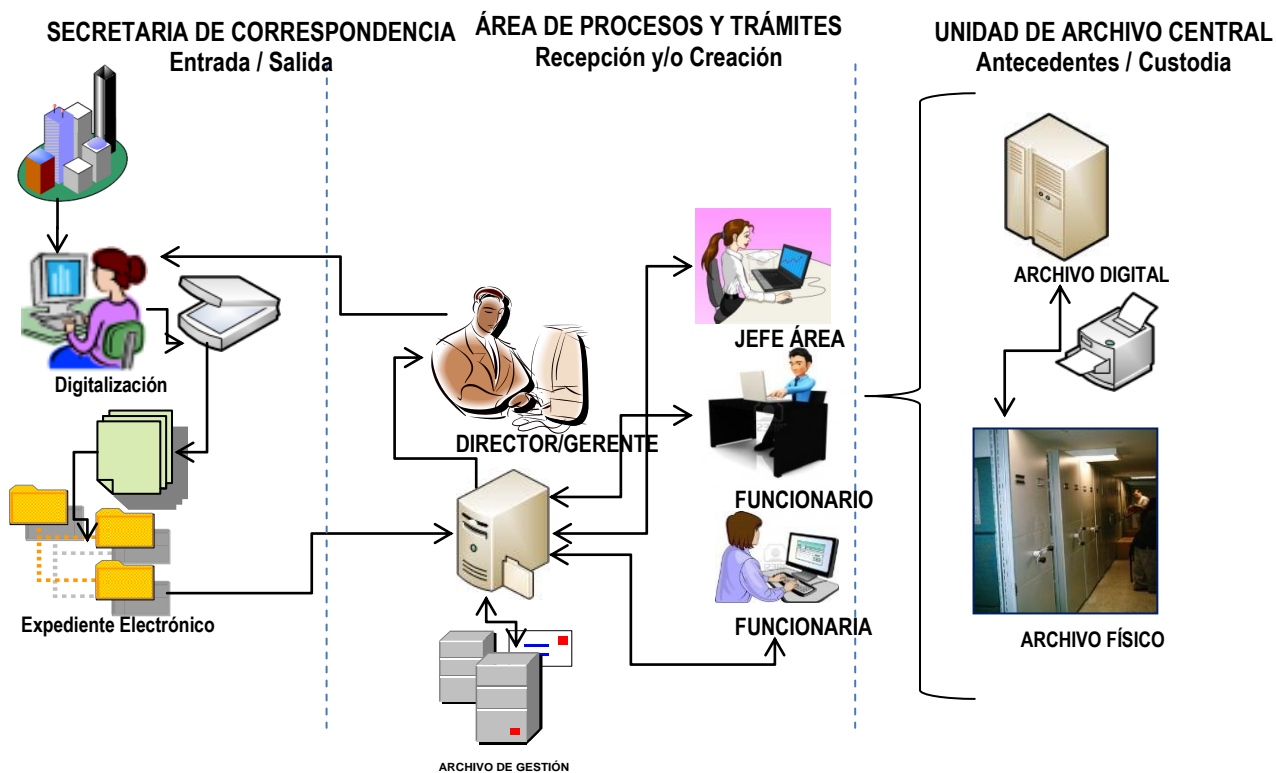 SECRETARIA DE CORRESPONDENCIA
Entrada / Salida
ÁREA DE PROCESOS Y TRÁMITES
Recepción y/o Creación
UNIDAD DE ARCHIVO CENTRAL
Antecedentes / Custodia
Digitalización
Expediente Electrónico
DIRECTOR/GERENTE
ARCHIVO DE GESTIÓN
JEFE ÁREA
FUNCIONARIO
FUNCIONARIA
ARCHIVO DIGITAL
ARCHIVO FÍSICO